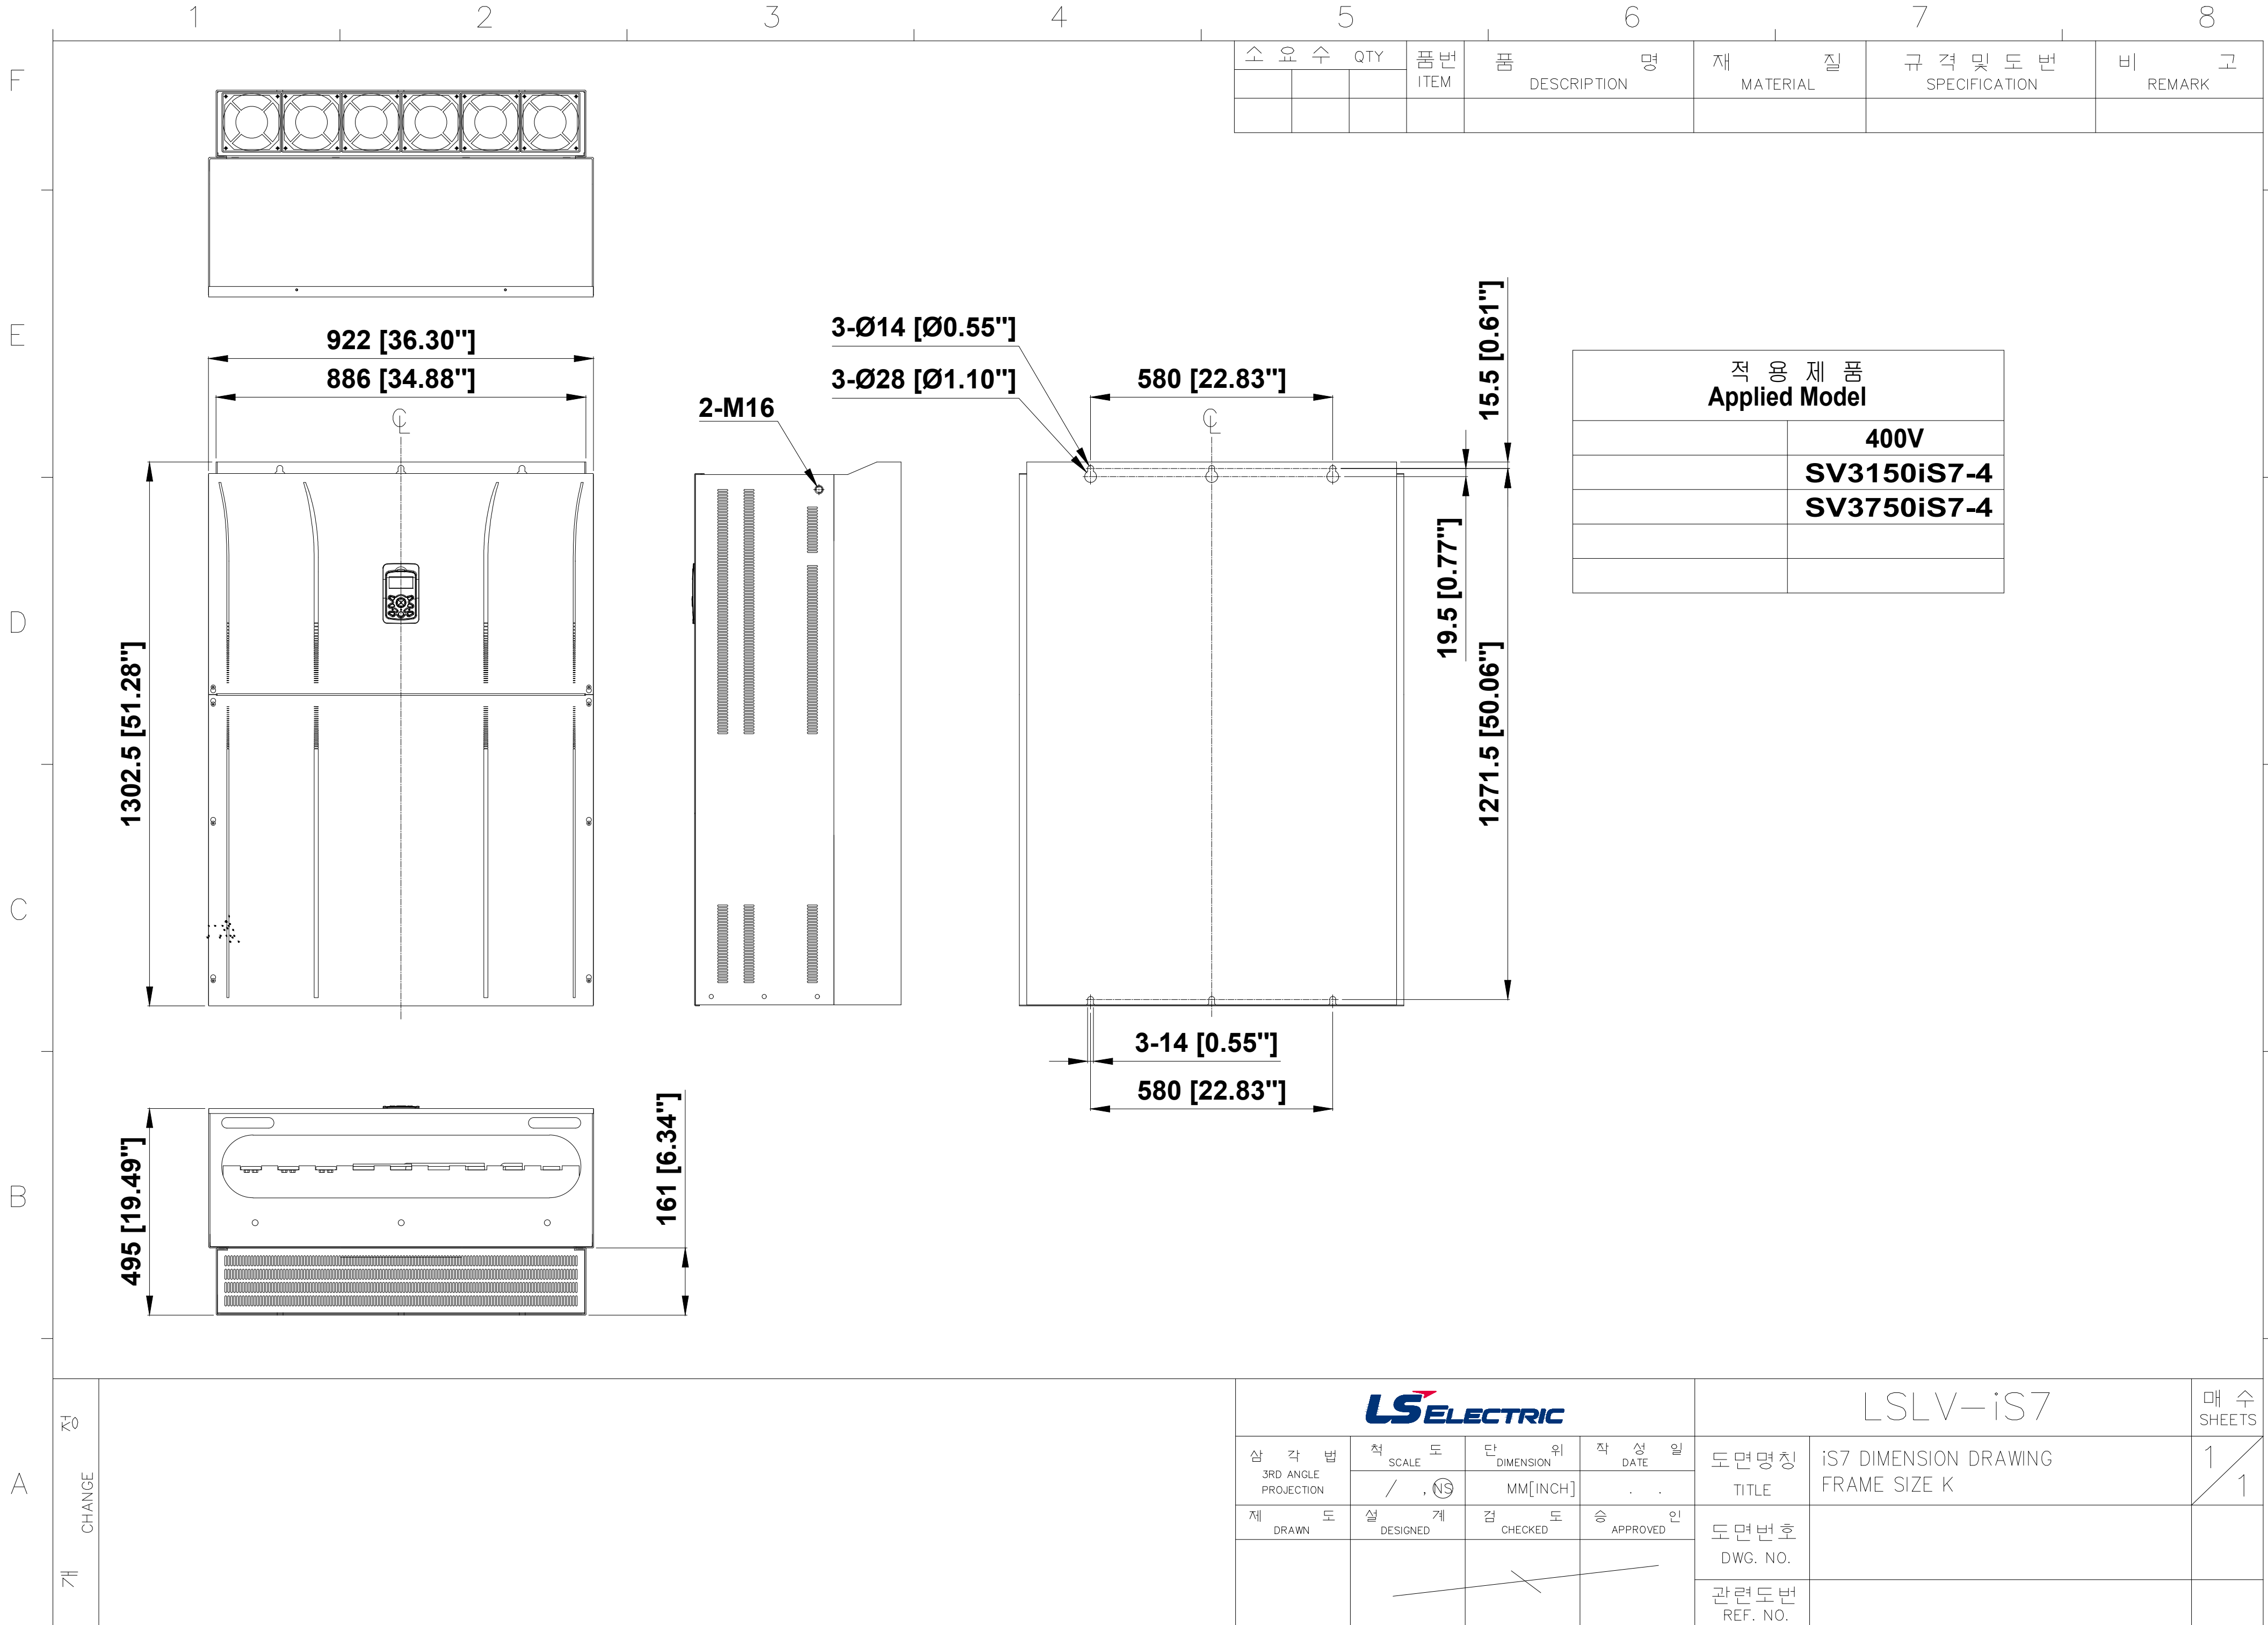 1 2 3 4 5 6 7 8
F
E
D
C
B
A
소 요 수 QTY
품번
ITEM
품 명
DESCRIPTION
재 질
MATERIAL
규 격 및 도 번
SPECIFICATION
비 고
REMARK
922 [36.30"]
886 [34.88"]
℄
1302.5 [51.28"]
2-M16
3-Ø14 [Ø0.55"]
3-Ø28 [Ø1.10"]
580 [22.83"]
℄
15.5 [0.61"]
19.5 [0.77"]
1271.5 [50.06"]
3-14 [0.55"]
580 [22.83"]
495 [19.49"]
161 [6.34"]
적 용 제 품
Applied Model
400V
SV3150iS7-4
SV3750iS7-4
개 정
CHANGE
LS ELECTRIC
삼 각 법
3RD ANGLE
PROJECTION
척 도
SCALE
/ , NS
단 위
DIMENSION
MM[INCH]
작 성 일
DATE
. .
제 도
DRAWN
설 계
DESIGNED
검 도
CHECKED
승 인
APPROVED
LSLV-iS7
매 수
SHEETS
1/1
도면명칭
TITLE
iS7 DIMENSION DRAWING
FRAME SIZE K
도면번호
DWG. NO.
관련도번
REF. NO.